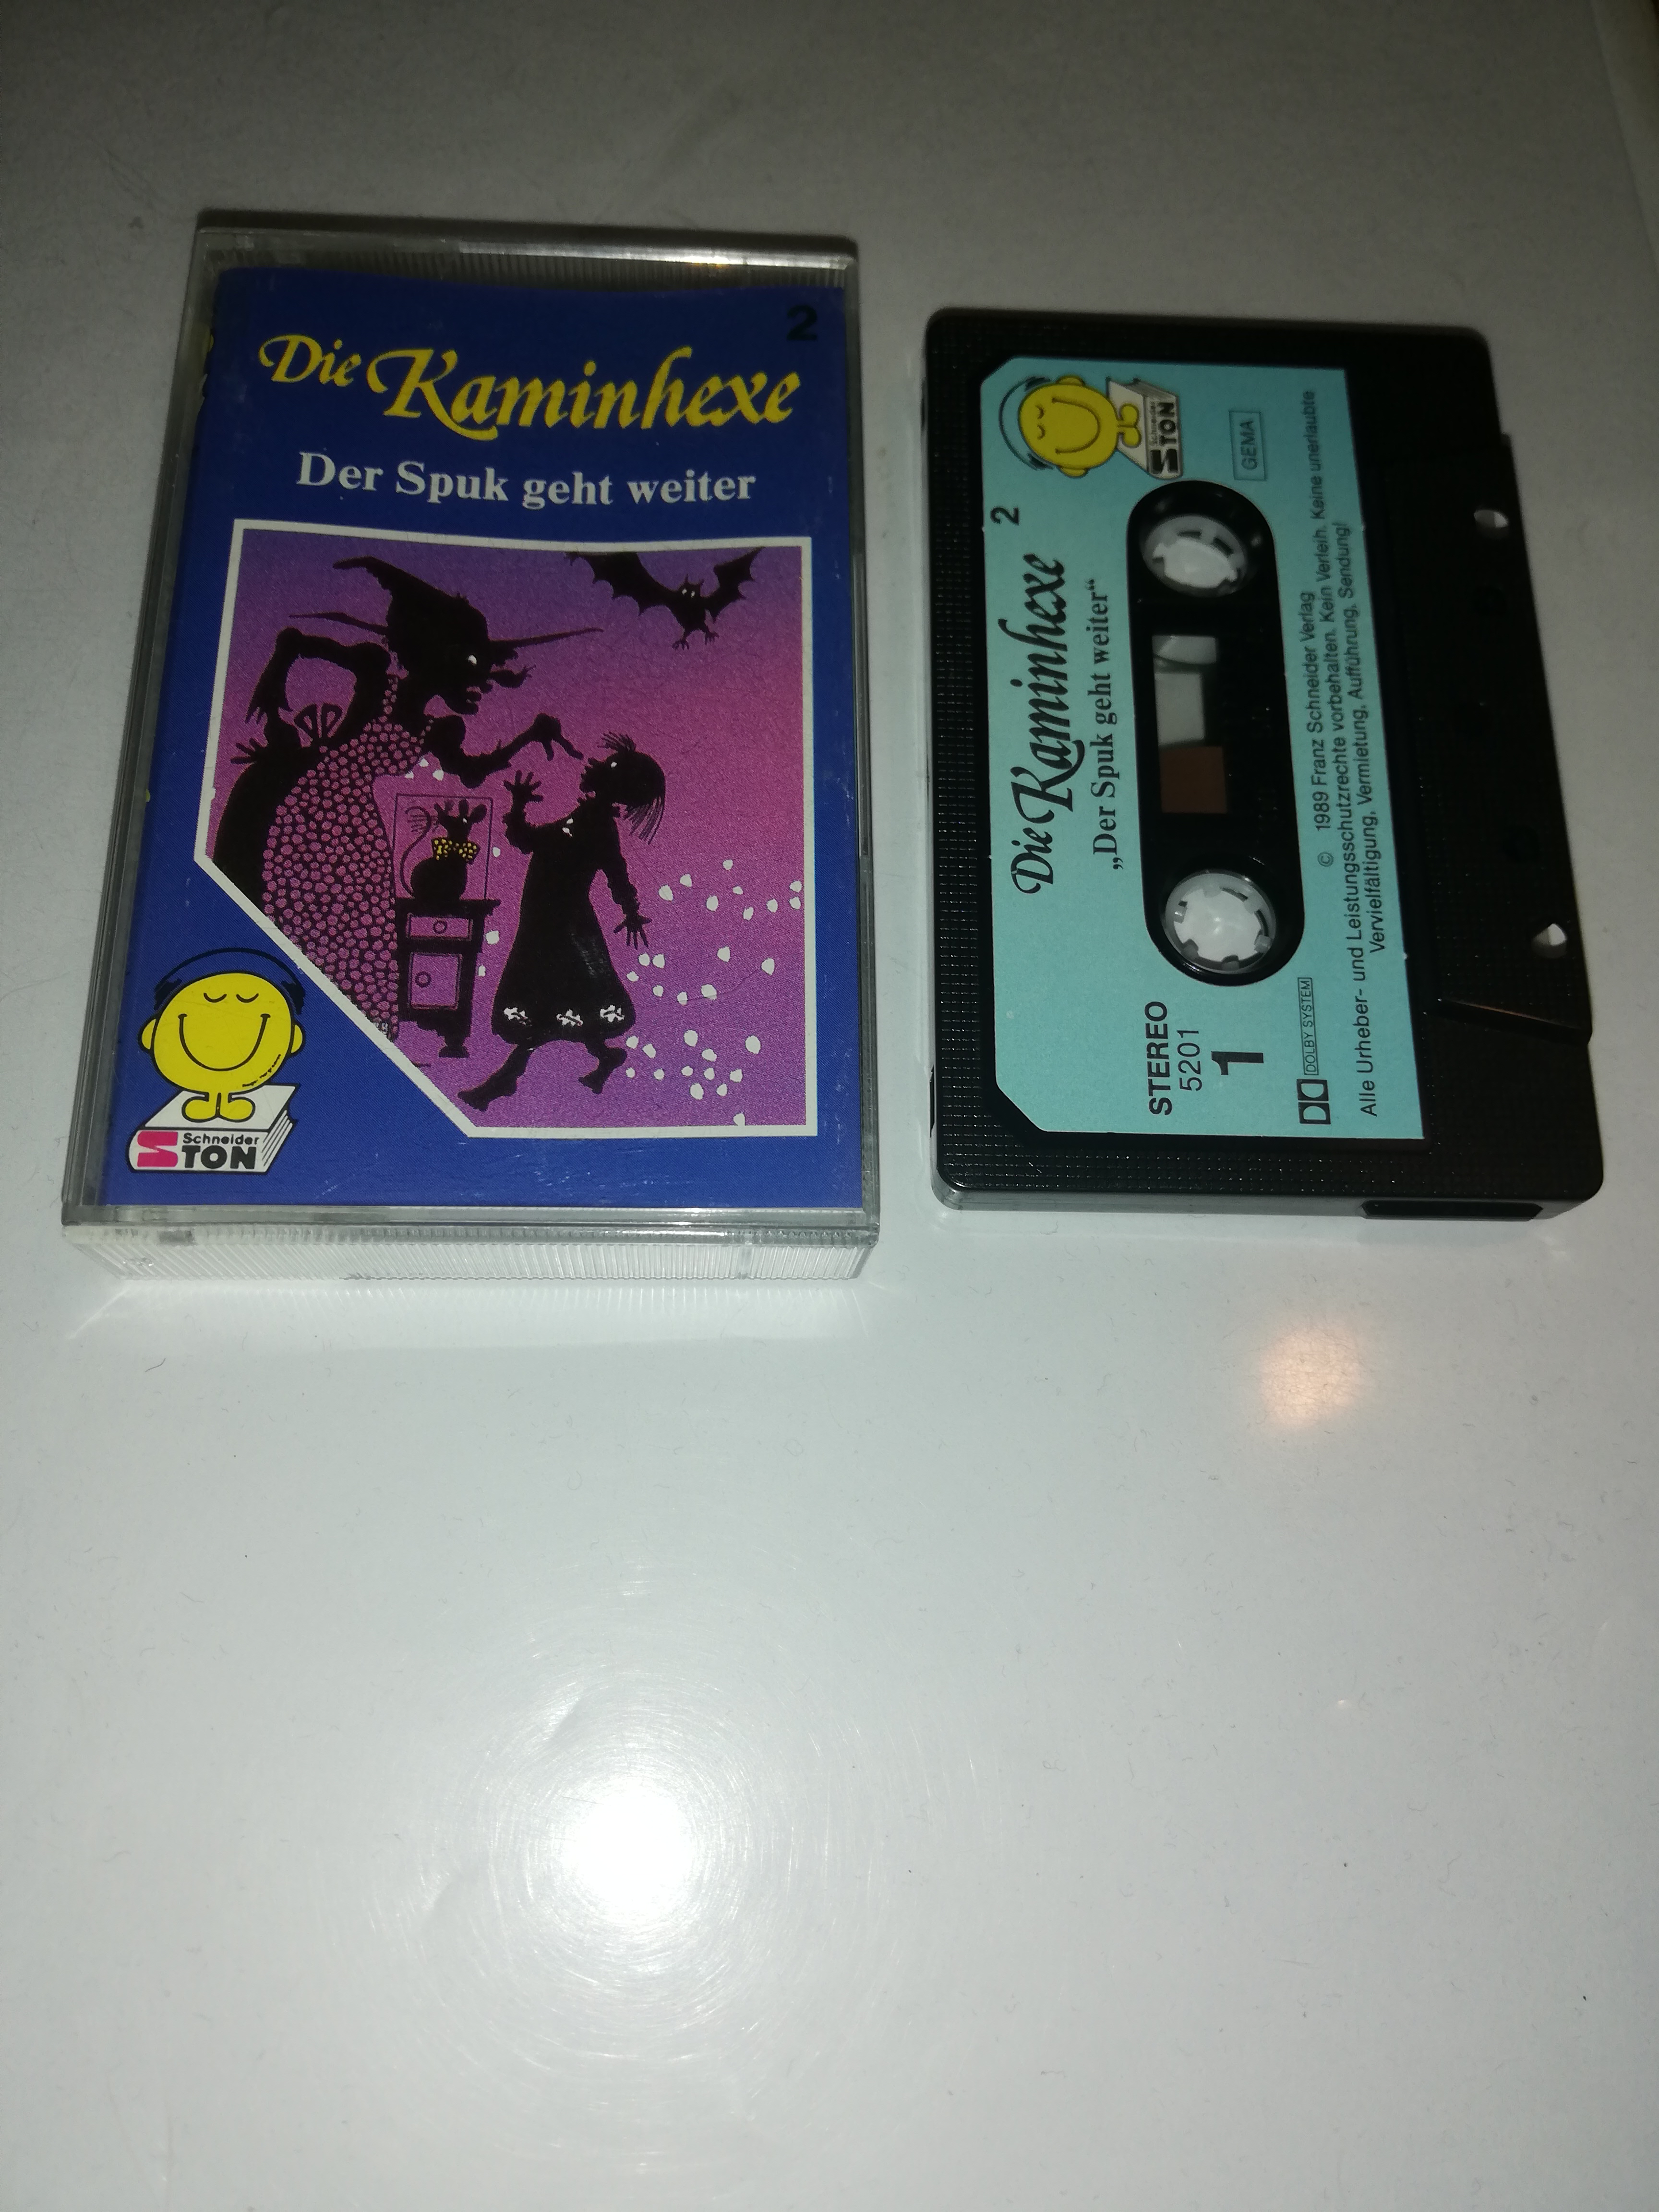 2
Die Kaminhexe
Der Spuk geht weiter
Schneider
TON
Schneider
TON
2
Die Kaminhexe
„Der Spuk geht weiter“
GEMA
STEREO
5201
1
DOLBY SYSTEM
© 1989 Franz Schneider Verlag
Alle Urheber- und Leistungsschutzrechte vorbehalten. Kein Verleih. Keine unerlaubte
Vervielfältigung, Vermietung, Aufführung, Sendung!